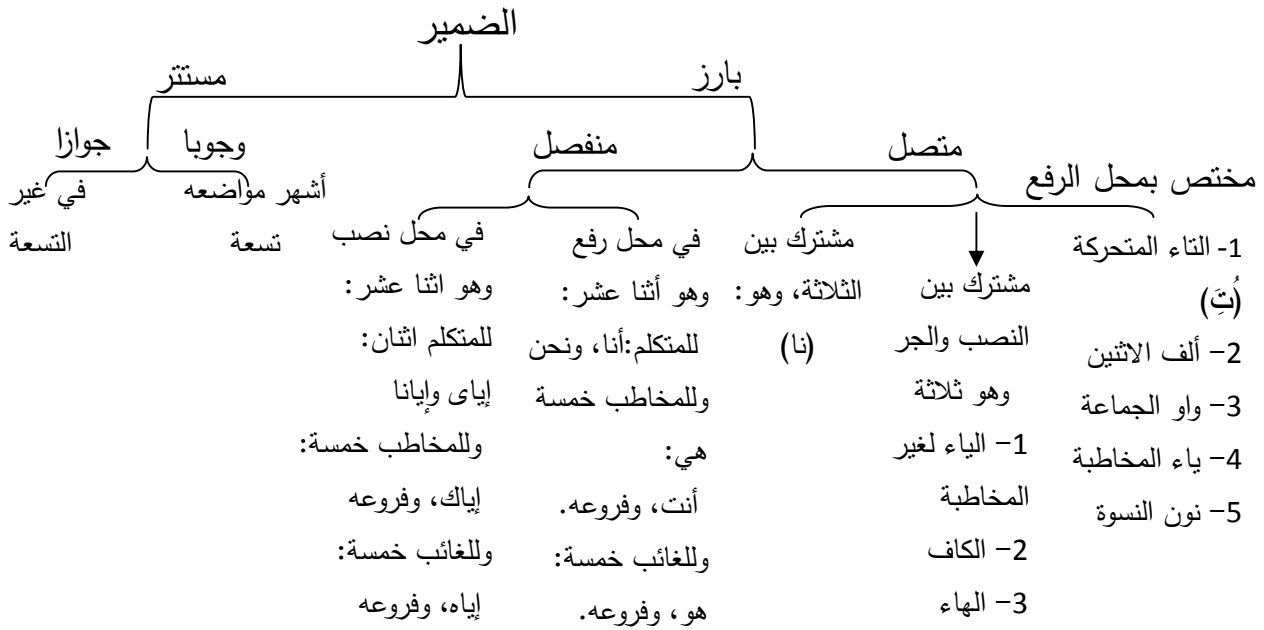 الضمير
بارز
مستتر
متصل
منفصل
وجوبا
جوازا
مختص بمحل الرفع
1- التاء المتحركة
(تَُِ)
2- ألف الاثنين
3- واو الجماعة
4- ياء المخاطبة
5- نون النسوة
مشترك بين
النصب والجر
وهو ثلاثة
1- الياء لغير
المخاطبة
2- الكاف
3- الهاء
مشترك بين
الثلاثة، وهو:
(نا)
في محل رفع
وهو أثنا عشر:
للمتكلم:أنا، ونحن
وللمخاطب خمسة
هي:
أنت، وفروعه.
وللغائب خمسة:
هو، وفروعه.
في محل نصب
وهو اثنا عشر:
للمتكلم اثنان:
إياى وإيانا
وللمخاطب خمسة:
إياك، وفروعه
وللغائب خمسة:
إياه، وفروعه
أشهر مواضعه
تسعة
في غير
التسعة